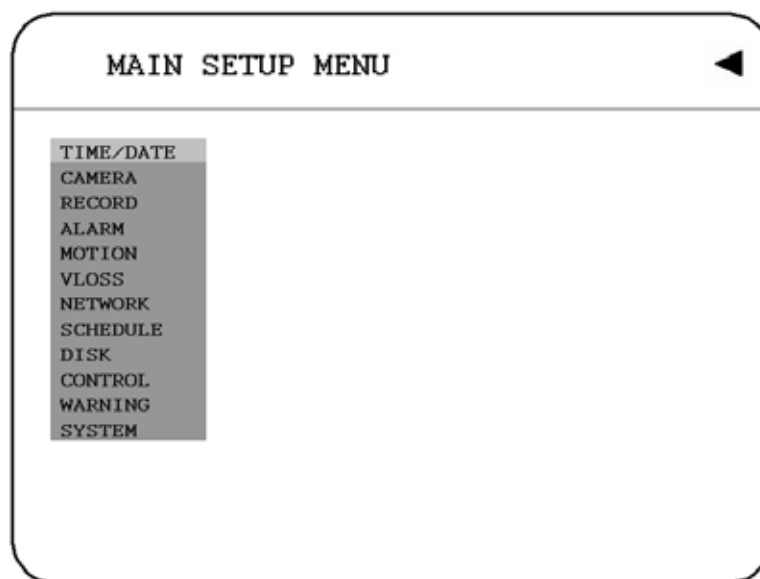 MAIN SETUP MENU
TIME/DATE
CAMERA
RECORD
ALARM
MOTION
VLOSS
NETWORK
SCHEDULE
DISK
CONTROL
WARNING
SYSTEM